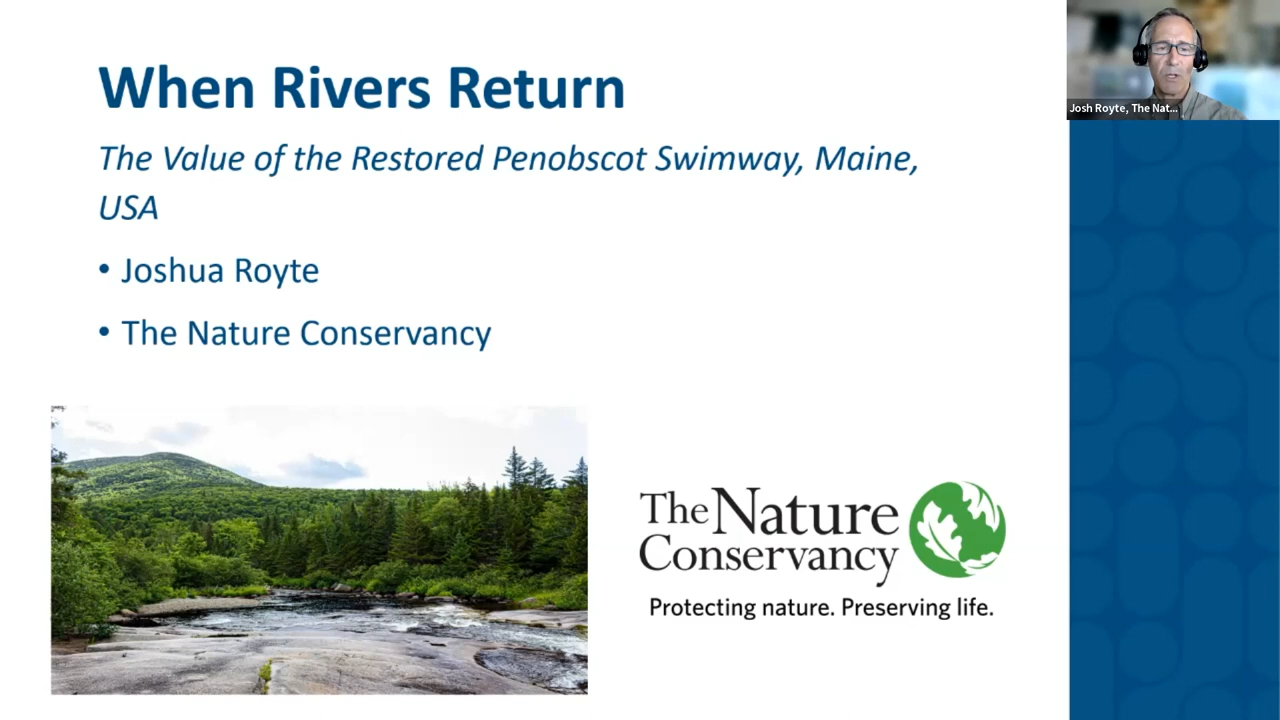 When Rivers Return
The Value of the Restored Penobscot Swimway, Maine,
USA
• Joshua Royte
• The Nature Conservancy
The Nature
Conservancy
Protecting nature. Preserving life.
Josh Royte, The Nat...